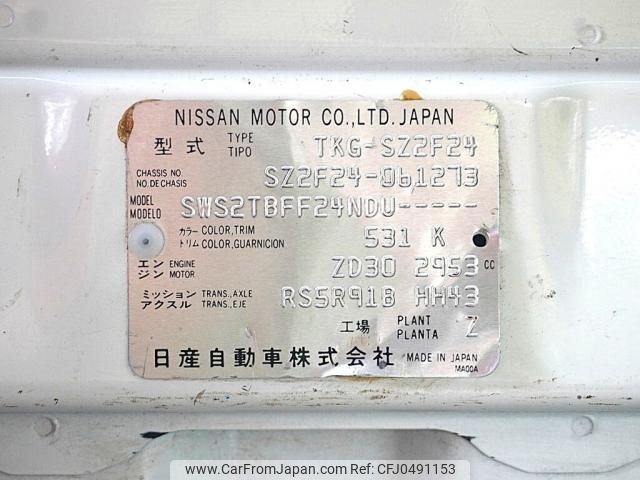 NISSAN MOTOR CO.,LTD. JAPAN
型式 TYPE TIPO TKG-SZ2F24
CHASSIS NO. NO. DE CHASIS SZ2F24-061273
MODEL MODELO SWS2TBFF24NDU-----
カラー COLOR, TRIM トリム COLOR, GUARNICION 531 K
エンジン ENGINE MOTOR ZD30 2953 CC
ミッション TRANS., AXLE アクスル TRANS., EJE RS5R91B HH43
工場 PLANT PLANTA Z
日産自動車株式会社 MADE IN JAPAN
MA00A
www.CarFromJapan.com | © CarFromJapan.com | Ref No.CFJ0491153